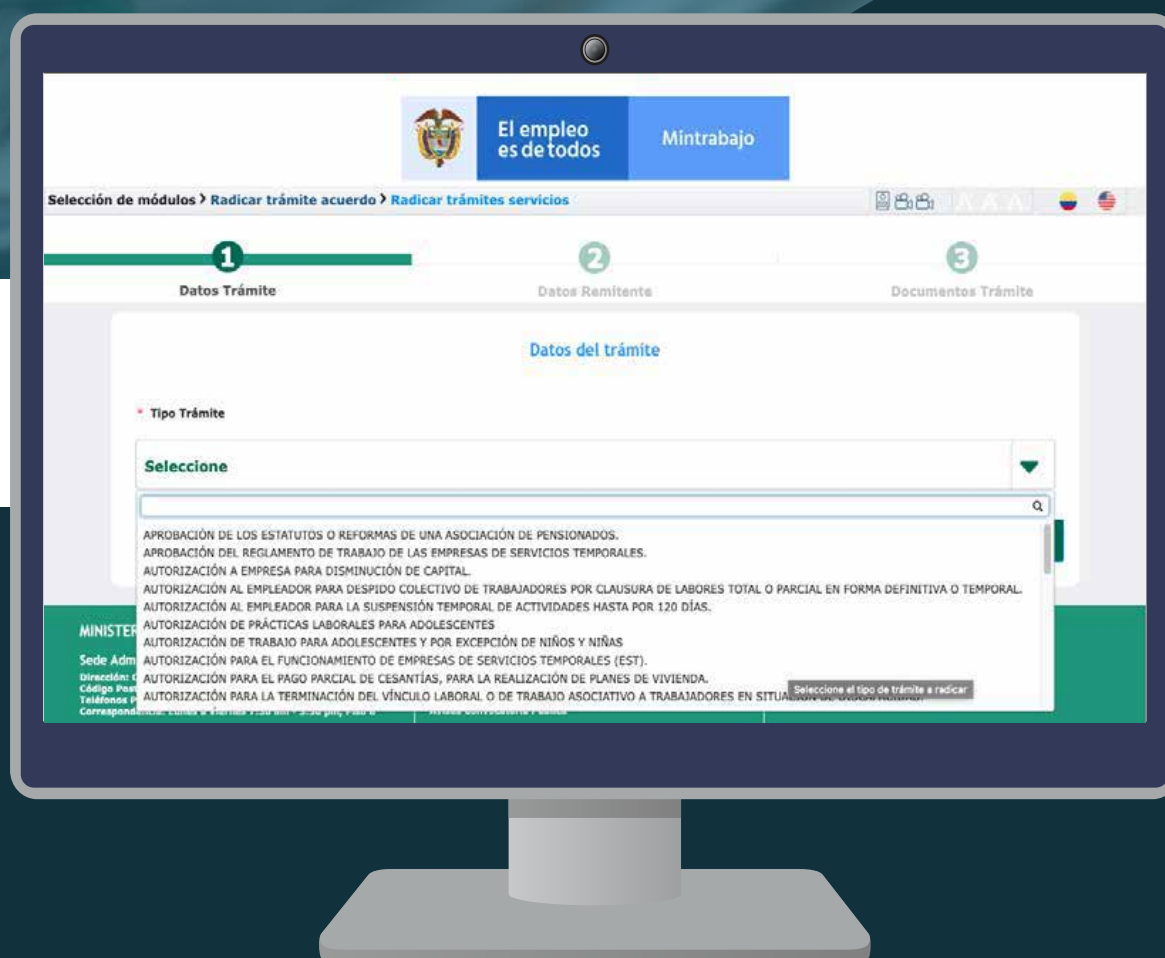 El empleo
es de todos
Mintrabajo
Selección de módulos > Radicar trámite acuerdo > Radicar trámites servicios
1
2
3
Datos Trámite
Datos Remitente
Documentos Trámite
Datos del trámite
* Tipo Trámite
Seleccione
APROBACIÓN DE LOS ESTATUTOS O REFORMAS DE UNA ASOCIACIÓN DE PENSIONADOS.
APROBACIÓN DEL REGLAMENTO DE TRABAJO DE LAS EMPRESAS DE SERVICIOS TEMPORALES.
AUTORIZACIÓN A EMPRESA PARA DISMINUCIÓN DE CAPITAL.
AUTORIZACIÓN AL EMPLEADOR PARA DESPIDO COLECTIVO DE TRABAJADORES POR CLAUSURA DE LABORES TOTAL O PARCIAL EN FORMA DEFINITIVA O TEMPORAL.
AUTORIZACIÓN AL EMPLEADOR PARA LA SUSPENSIÓN TEMPORAL DE ACTIVIDADES HASTA POR 120 DÍAS.
AUTORIZACIÓN DE PRÁCTICAS LABORALES PARA ADOLESCENTES
AUTORIZACIÓN DE TRABAJO PARA ADOLESCENTES Y POR EXCEPCIÓN DE NIÑOS Y NIÑAS
AUTORIZACIÓN PARA EL FUNCIONAMIENTO DE EMPRESAS DE SERVICIOS TEMPORALES (EST).
AUTORIZACIÓN PARA EL PAGO PARCIAL DE CESANTÍAS, PARA LA REALIZACIÓN DE PLANES DE VIVIENDA.
AUTORIZACIÓN PARA LA TERMINACIÓN DEL VÍNCULO LABORAL O DE TRABAJO ASOCIATIVO A TRABAJADORES EN
Seleccione el tipo de trámite a radicar
MINISTER
Sede Adm
Dirección:
Código Pos
Teléfonos P